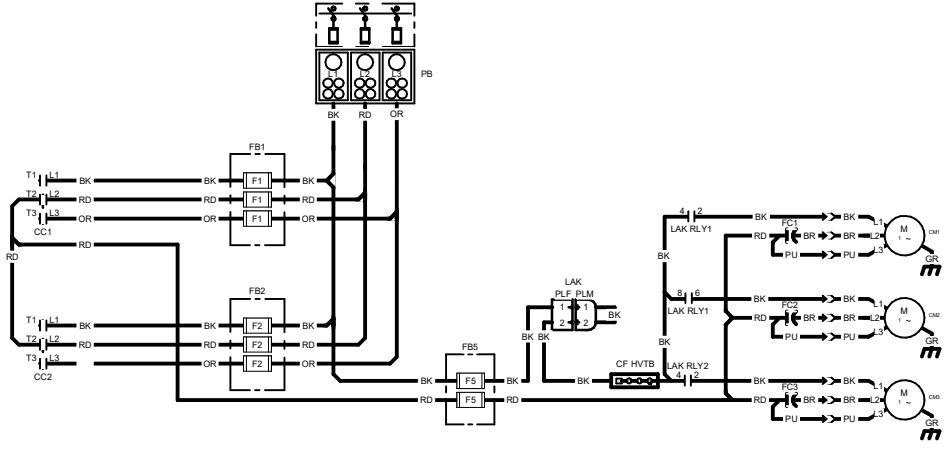 L1 L2 L3 PB
BK RD OR
FB1
T1 L1 BK BK F1 BK
T2 L2 RD RD F1 RD
T3 L3 OR OR F1 OR
CC1
RD
RD
FB2
T1 L1 BK BK F2 BK
T2 L2 RD RD F2 RD
T3 L3 OR OR F2 OR
CC2
FB5
BK F5 BK
RD F5 RD
LAK
PLF PLM
1 1
2 2
BK
BK BK
BK
CF HVTB
4 2 BK BK L1
LAK RLY1
FC1
RD BR BR L2
PU PU L3
M
1 ~
CM1
GR
BK
8 6 BK BK L1
LAK RLY1
FC2
RD BR BR L2
PU PU L3
M
1 ~
CM2
GR
BK
LAK RLY2
4 2 BK BK L1
FC3
RD BR BR L2
PU PU L3
M
1 ~
CM3
GR